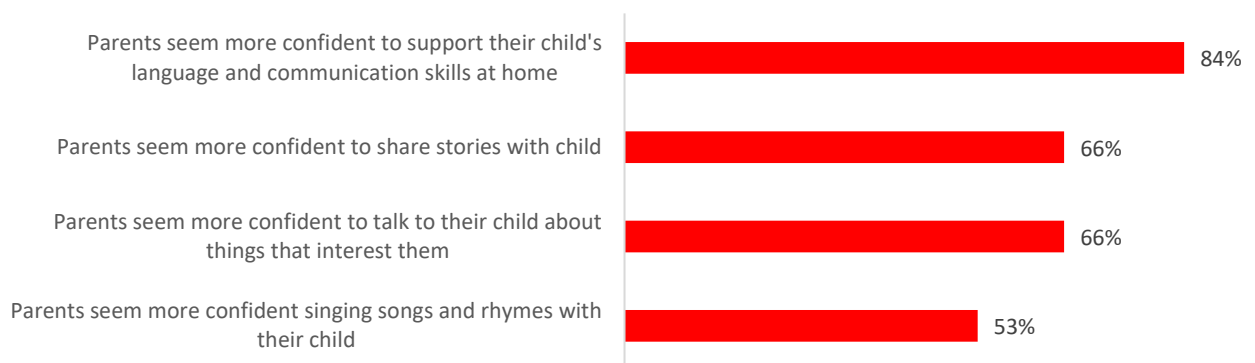 Parents seem more confident to support their child's
language and communication skills at home
84%
Parents seem more confident to share stories with child
66%
Parents seem more confident to talk to their child about
things that interest them
66%
Parents seem more confident singing songs and rhymes with
their child
53%